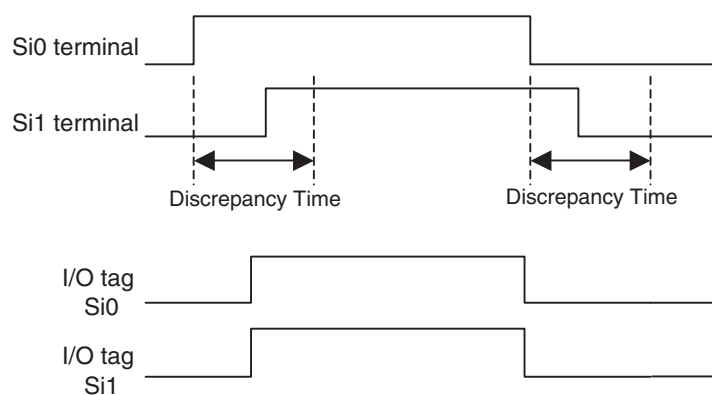 Si0 terminal
Si1 terminal
Discrepancy Time
Discrepancy Time
I/O tag
Si0
I/O tag
Si1